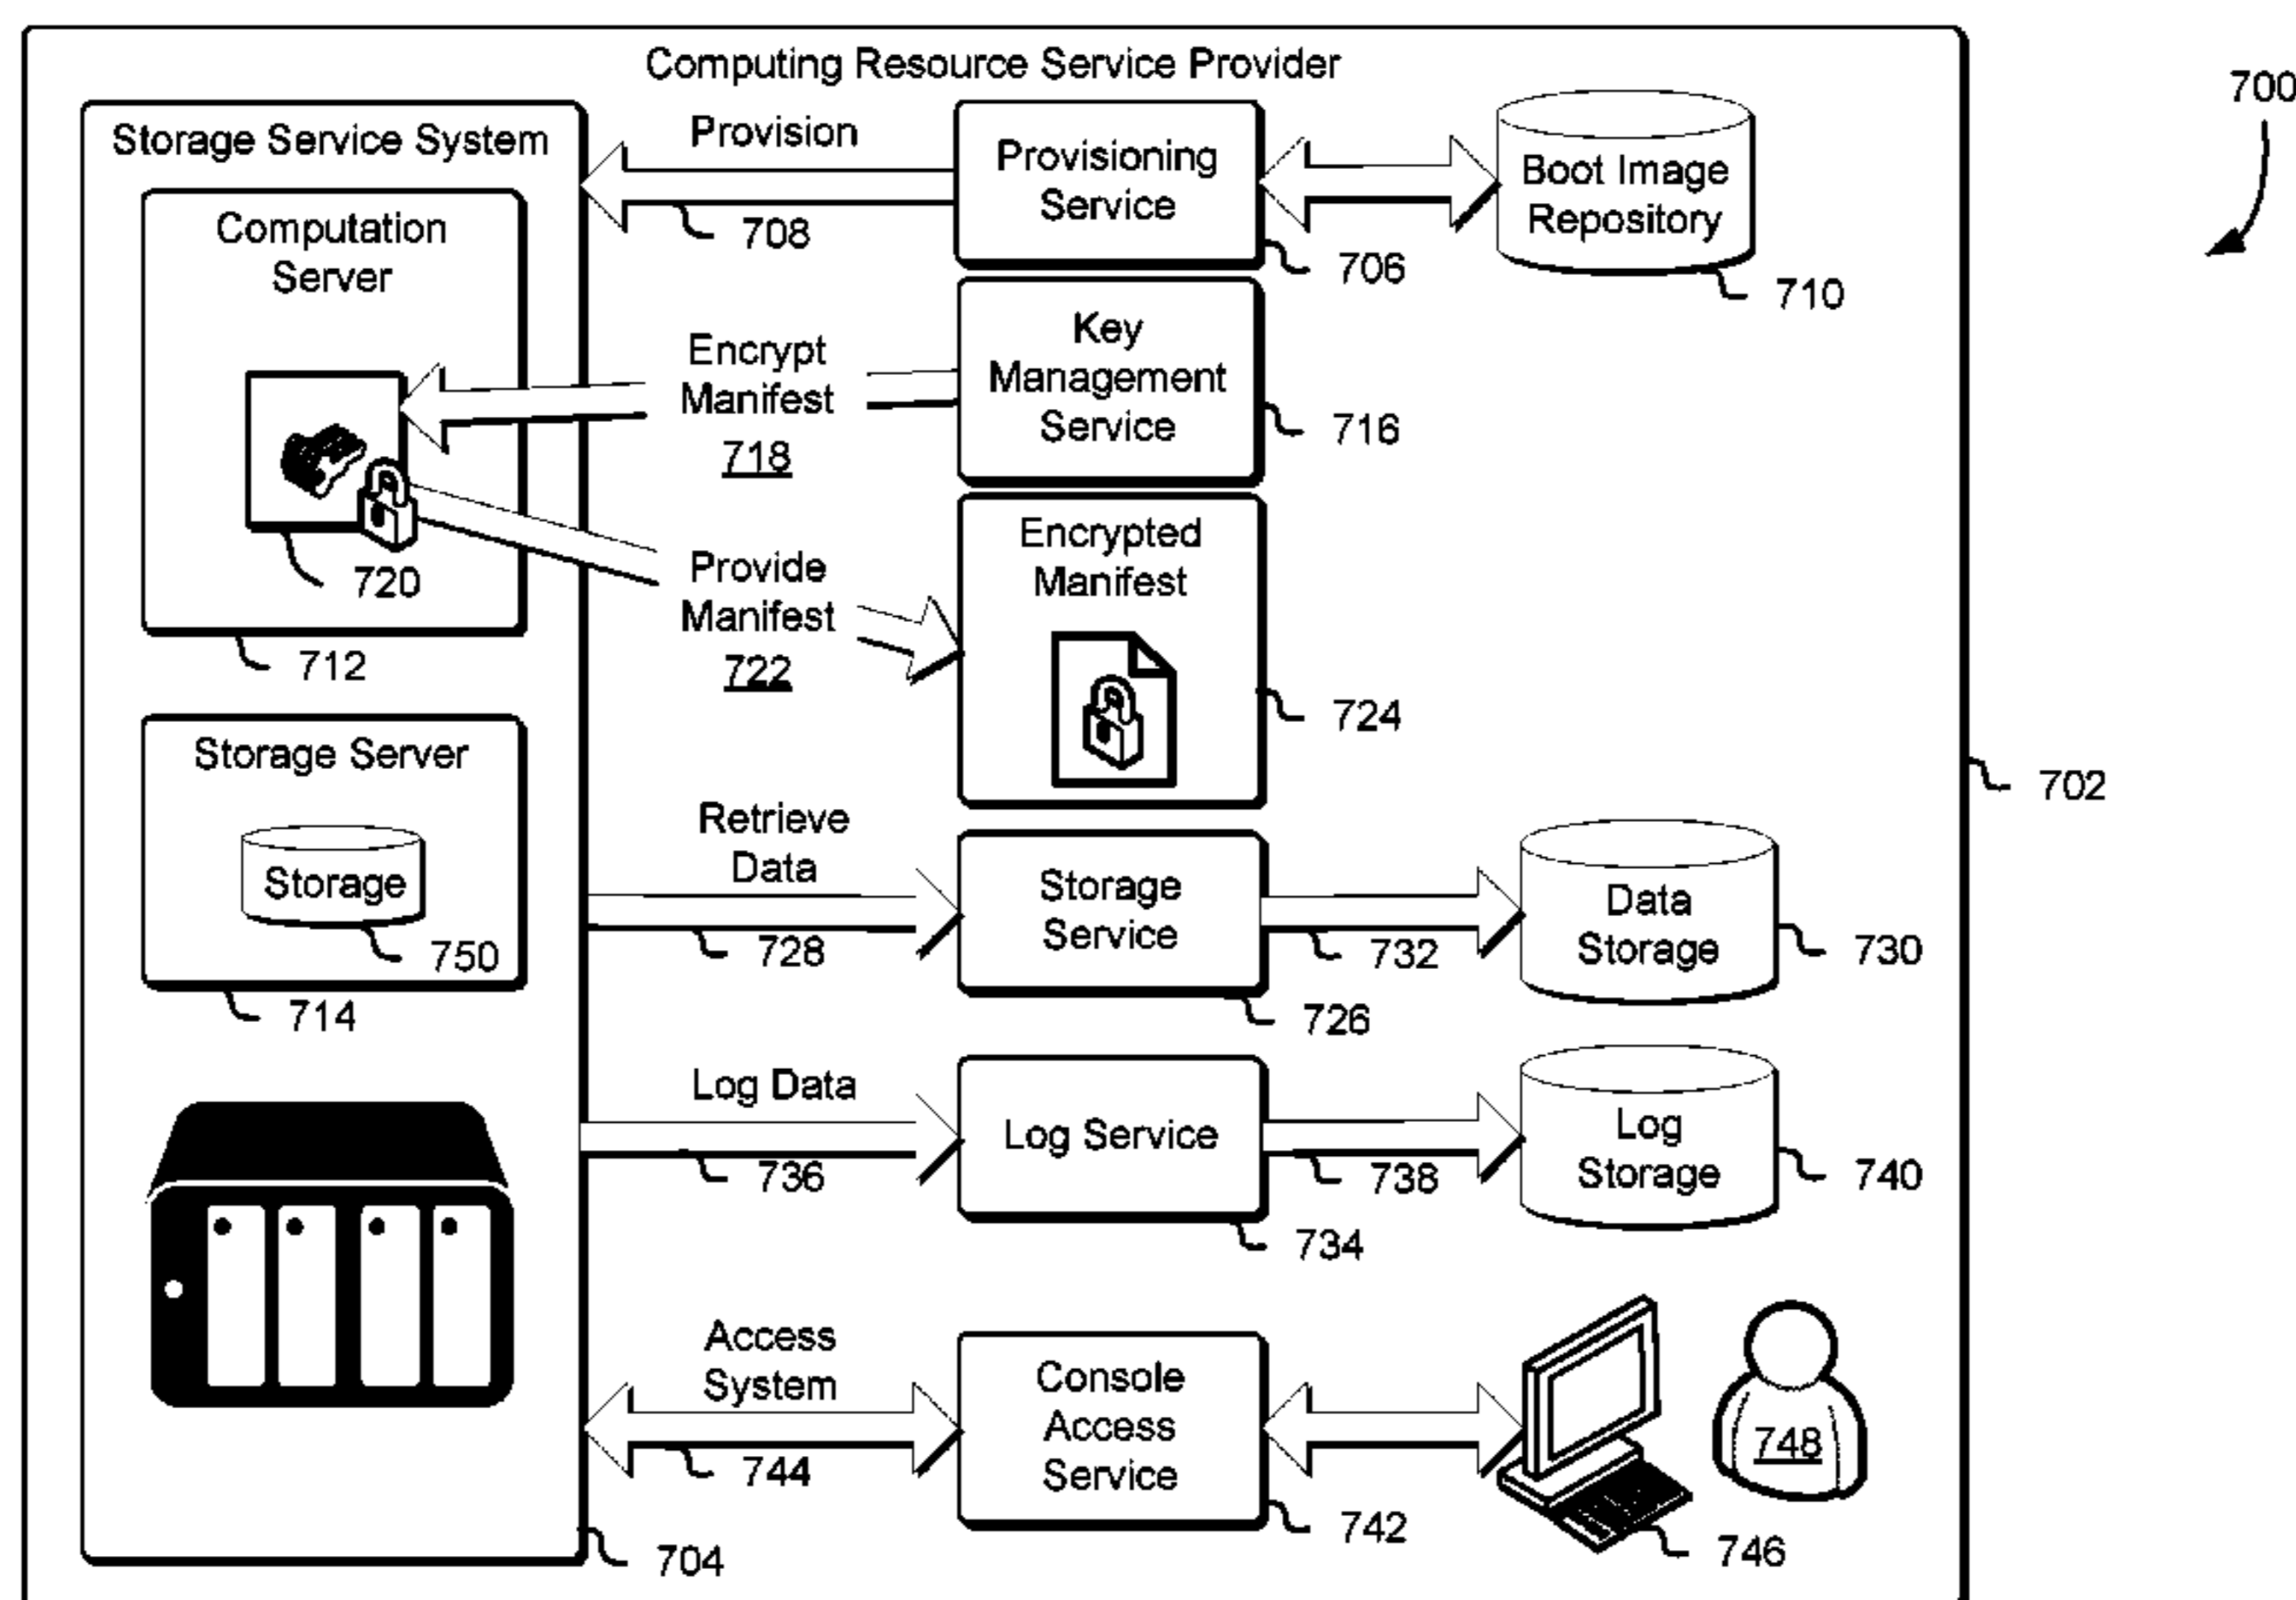 Computing Resource Service Provider
700
Storage Service System
Provision
708
Provisioning
Service
706
Boot Image
Repository
710
Computation
Server
720
712
Encrypt
Manifest
718
Key
Management
Service
716
Provide
Manifest
722
Encrypted
Manifest
724
702
Storage Server
Storage
750
714
Retrieve
Data
728
Storage
Service
726
732
Data
Storage
730
Log Data
736
Log Service
734
738
Log
Storage
740
Access
System
744
Console
Access
Service
742
746
748
704